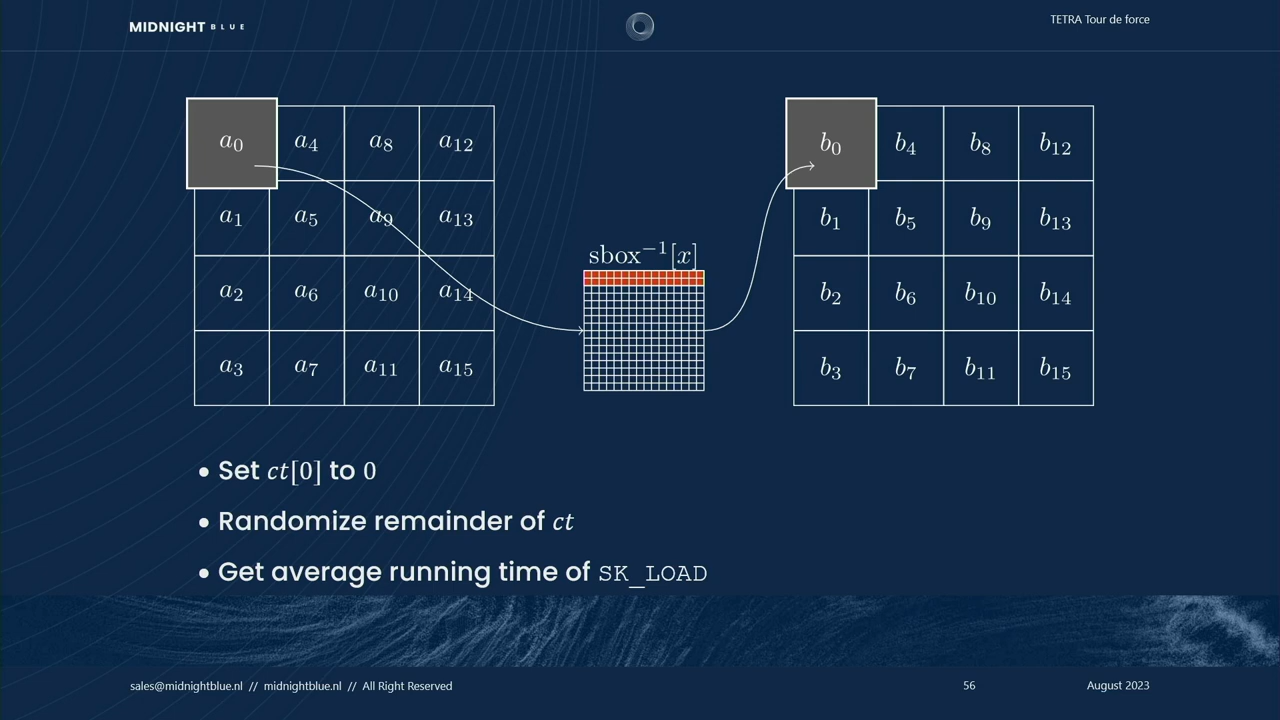 MIDNIGHT BLUE
TETRA Tour de force
a₀ a₄ a₈ a₁₂
a₁ a₅ a₉ a₁₃
a₂ a₆ a₁₀ a₁₄
a₃ a₇ a₁₁ a₁₅
sbox⁻¹[x]
b₀ b₄ b₈ b₁₂
b₁ b₅ b₉ b₁₃
b₂ b₆ b₁₀ b₁₄
b₃ b₇ b₁₁ b₁₅
• Set ct[0] to 0
• Randomize remainder of ct
• Get average running time of SK_LOAD
sales@midnightblue.nl // midnightblue.nl // All Right Reserved
56
August 2023